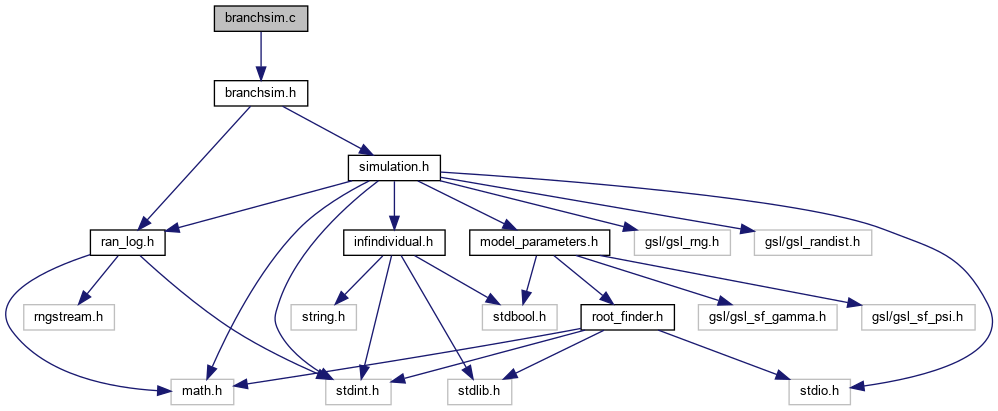 branchsim.c
branchsim.h
simulation.h
ran_log.h
infindividual.h
model_parameters.h
gsl/gsl_rng.h
gsl/gsl_randist.h
rngstream.h
string.h
stdbool.h
root_finder.h
gsl/gsl_sf_gamma.h
gsl/gsl_sf_psi.h
math.h
stdint.h
stdlib.h
stdio.h